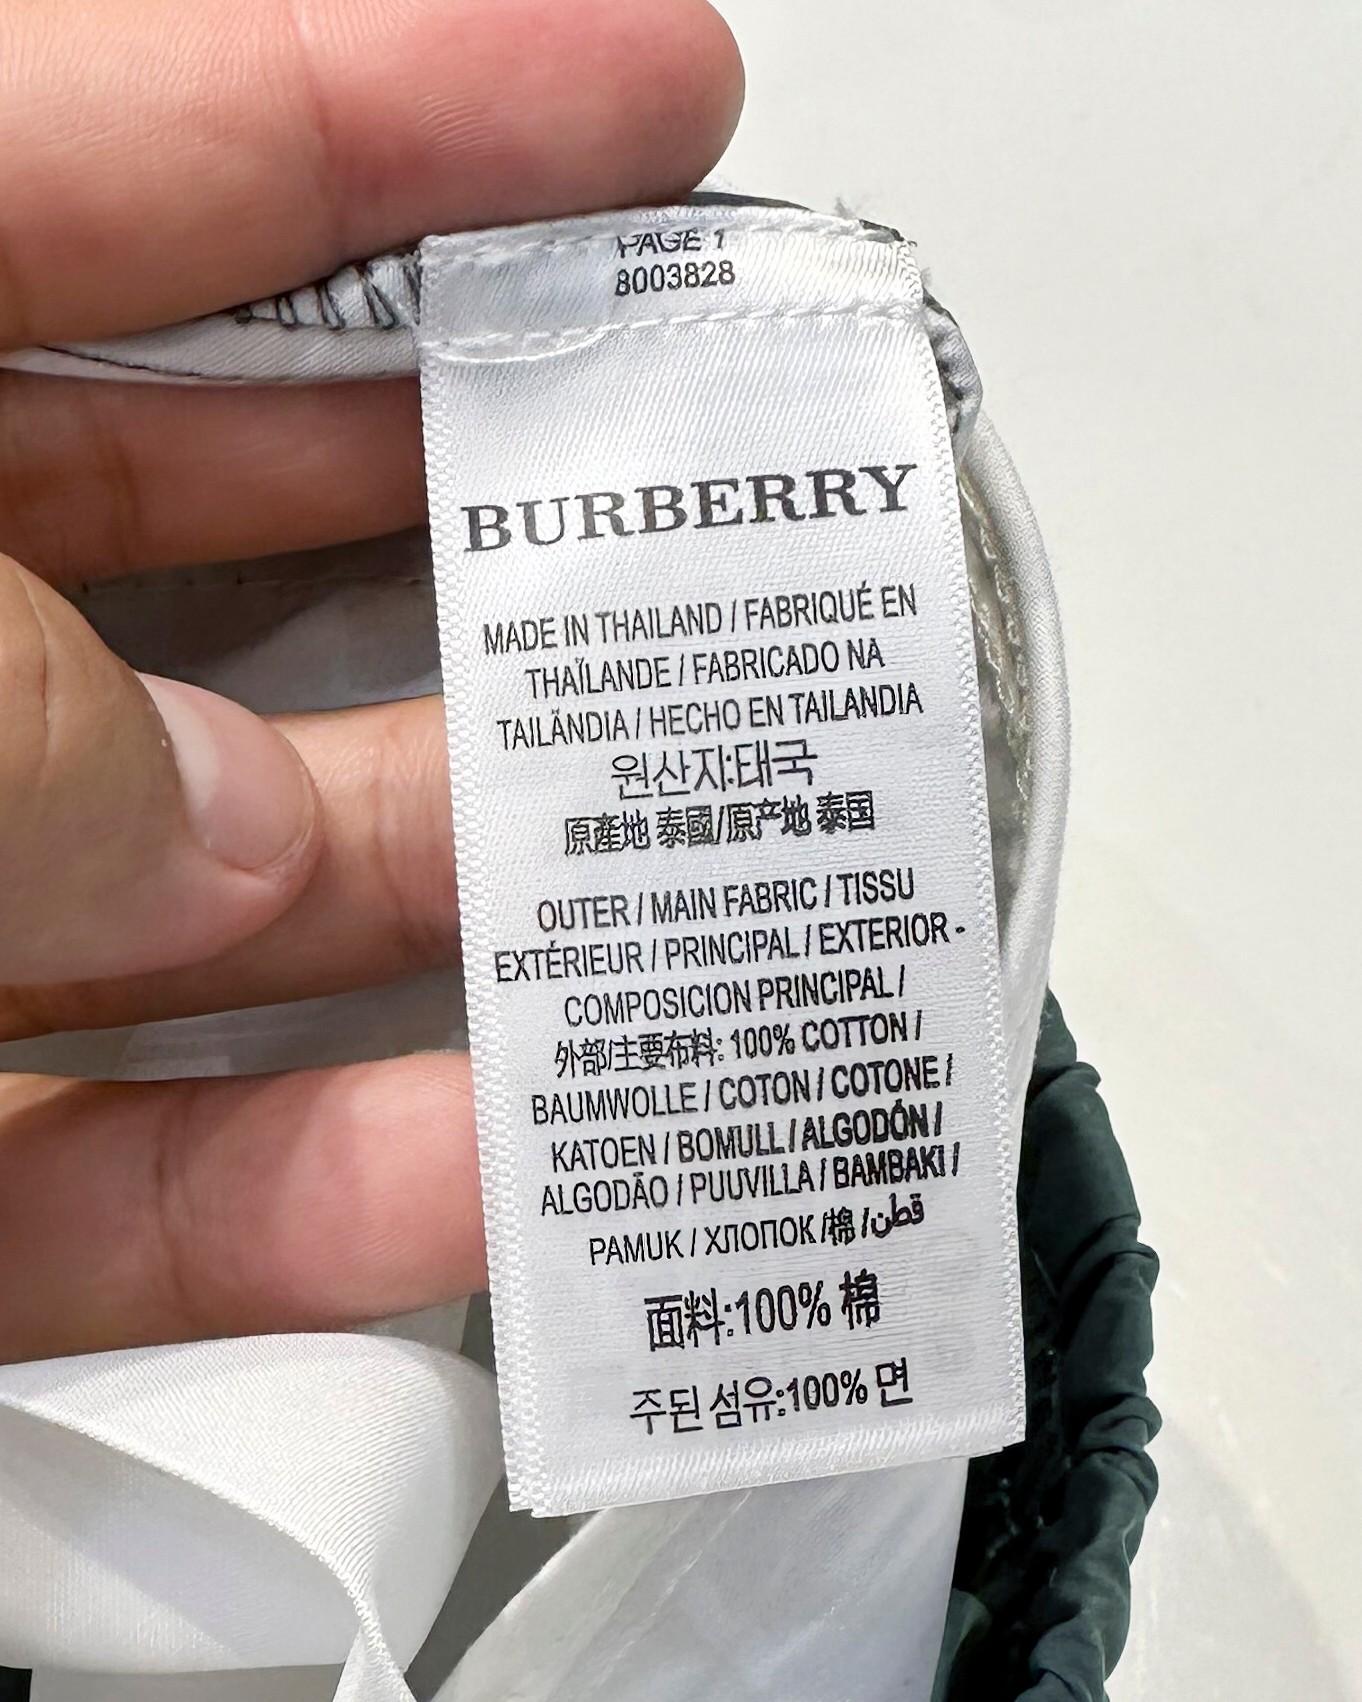 PAGE 1
8003828
BURBERRY
MADE IN THAILAND / FABRIQUÉ EN
THAÏLANDE / FABRICADO NA
TAILÄNDIA / HECHO EN TAILANDIA
원산지:태국
原產地 泰國/原产地 泰国
OUTER / MAIN FABRIC / TISSU
EXTÉRIEUR / PRINCIPAL / EXTERIOR -
COMPOSICION PRINCIPAL /
外部/主要布料: 100% COTTON /
BAUMWOLLE / COTON / COTONE /
KATOEN / BOMULL / ALGODÓN /
ALGODÃO / PUUVILLA / BAMBAKI /
PAMUK / ХЛОПОК /棉 /قطن
面料:100% 棉
주된 섬유:100% 면